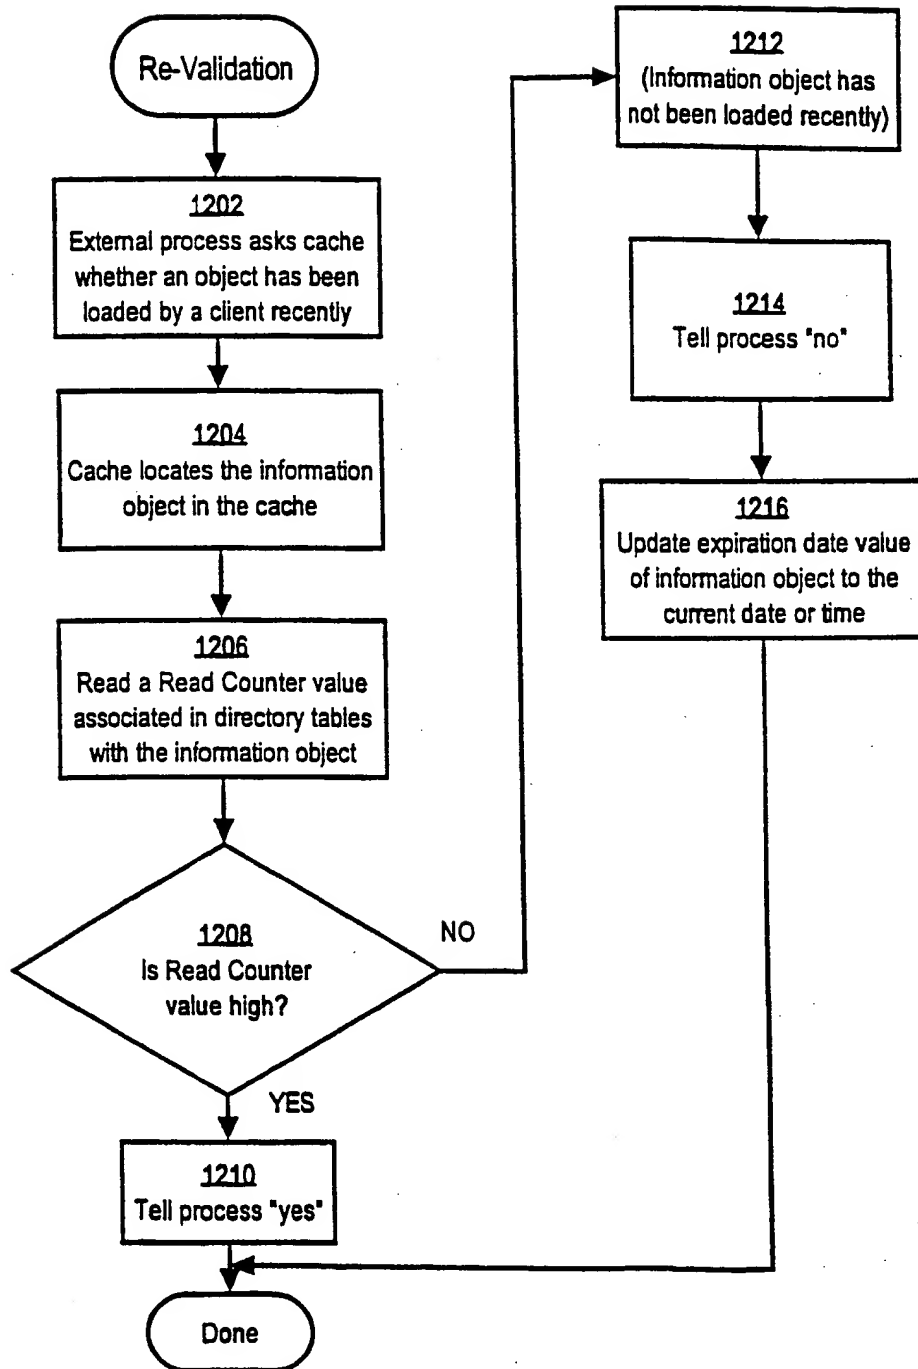 Re-Validation
1202
External process asks cache
whether an object has been
loaded by a client recently
1204
Cache locates the information
object in the cache
1206
Read a Read Counter value
associated in directory tables
with the information object
1208
Is Read Counter
value high?
NO
YES
1210
Tell process "yes"
Done
1212
(Information object has
not been loaded recently)
1214
Tell process "no"
1216
Update expiration date value
of information object to the
current date or time